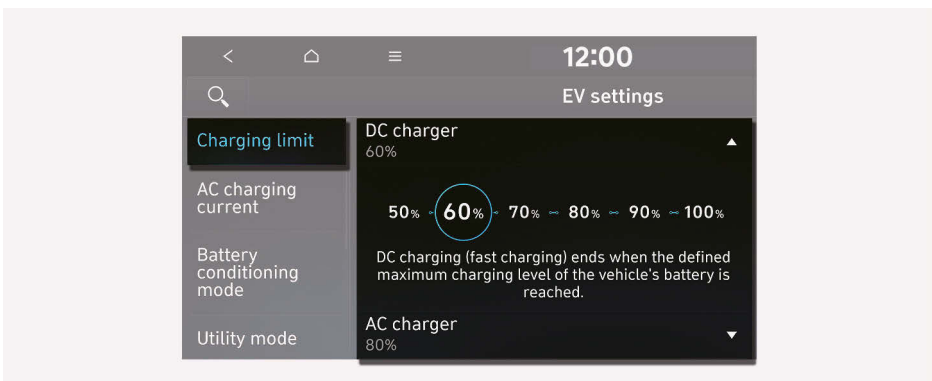 12:00
EV settings
Charging limit
DC charger
60%
AC charging
current
50% 60% 70% 80% 90% 100%
Battery
conditioning
mode
DC charging (fast charging) ends when the defined
maximum charging level of the vehicle's battery is
reached.
Utility mode
AC charger
80%